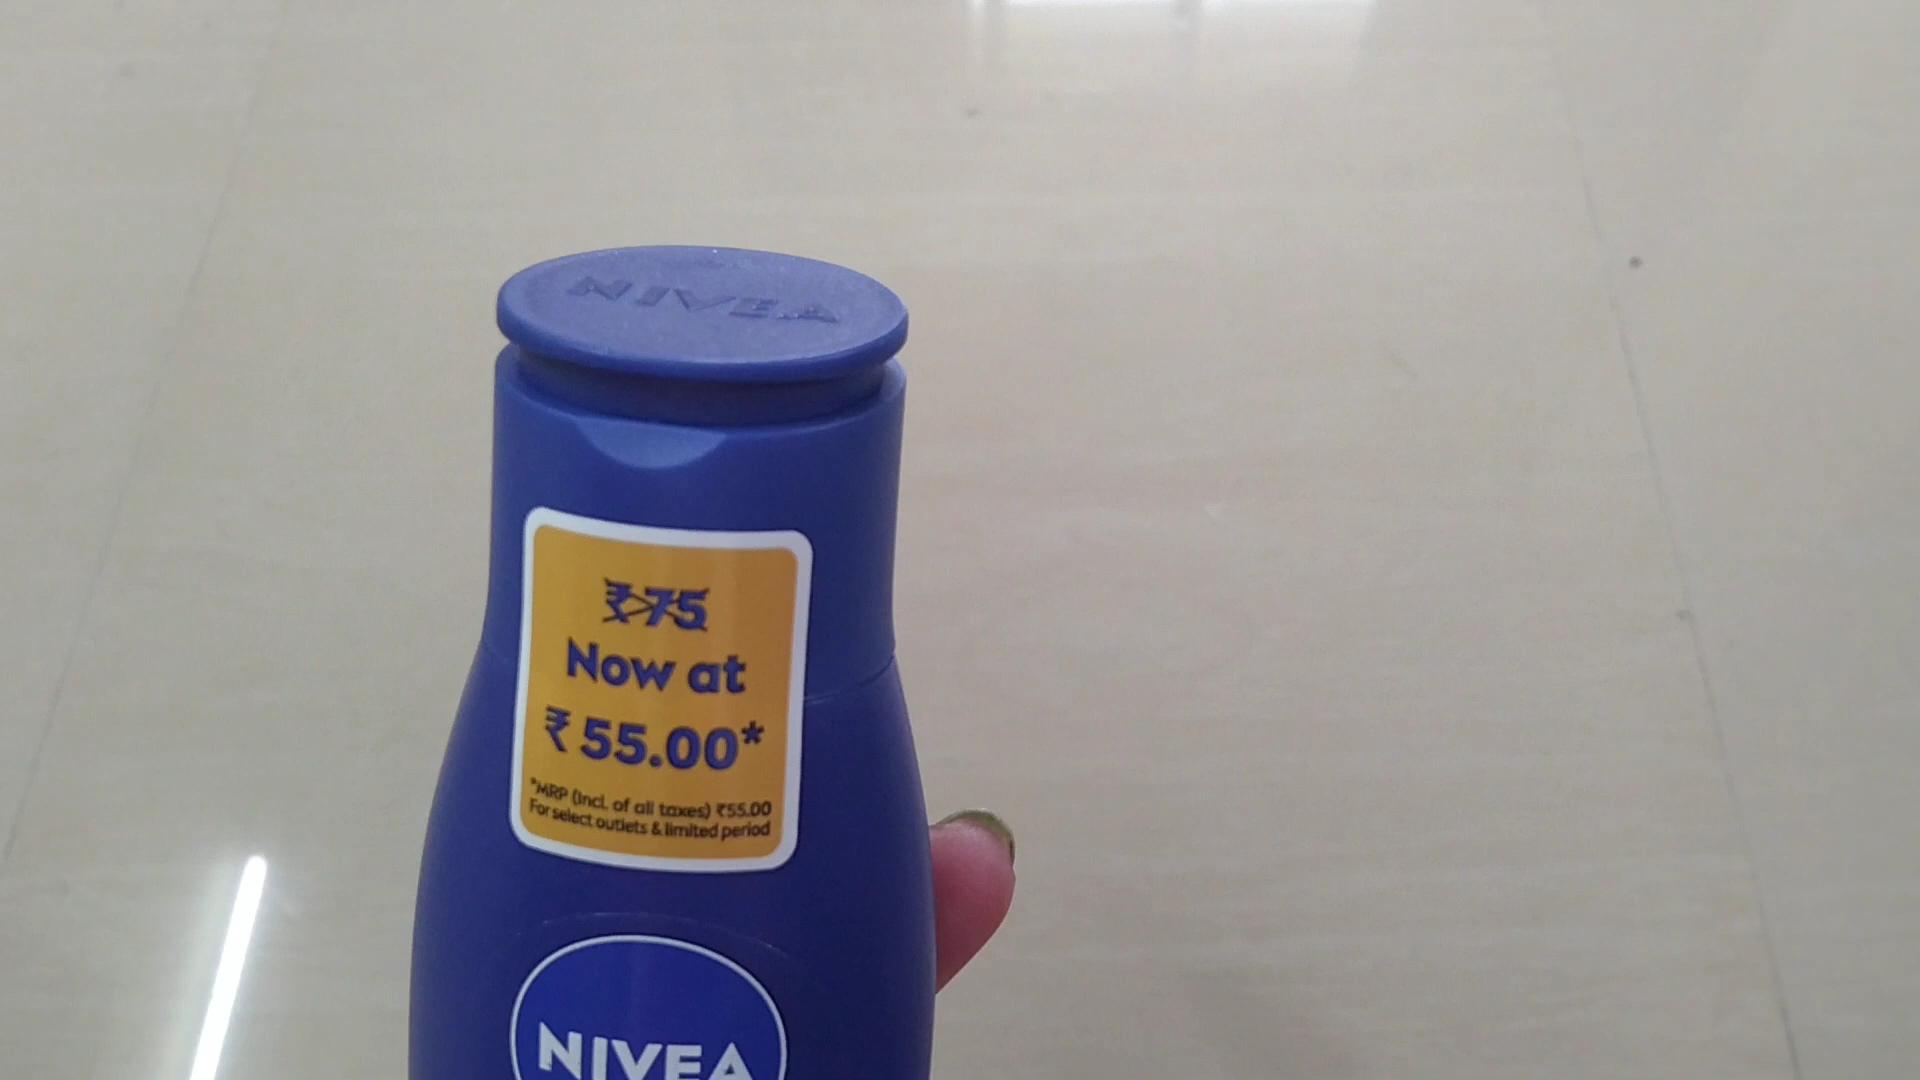 NIVEA
₹75
Now at
₹ 55.00*
*MRP (Incl. of all taxes) ₹55.00
For select outlets & limited period
NIVEA